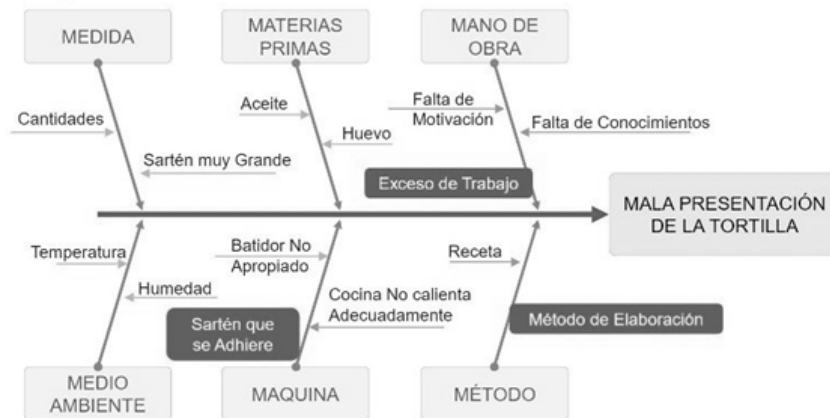 MEDIDA
MATERIAS
PRIMAS
MANO DE
OBRA
Cantidades
Sartén muy Grande
Aceite
Huevo
Falta de
Motivación
Falta de Conocimientos
Exceso de Trabajo
MALA PRESENTACIÓN
DE LA TORTILLA
Temperatura
Humedad
Batidor No
Apropiado
Cocina No calienta
Adecuadamente
Sartén que
se Adhiere
Receta
Método de Elaboración
MEDIO
AMBIENTE
MAQUINA
MÉTODO